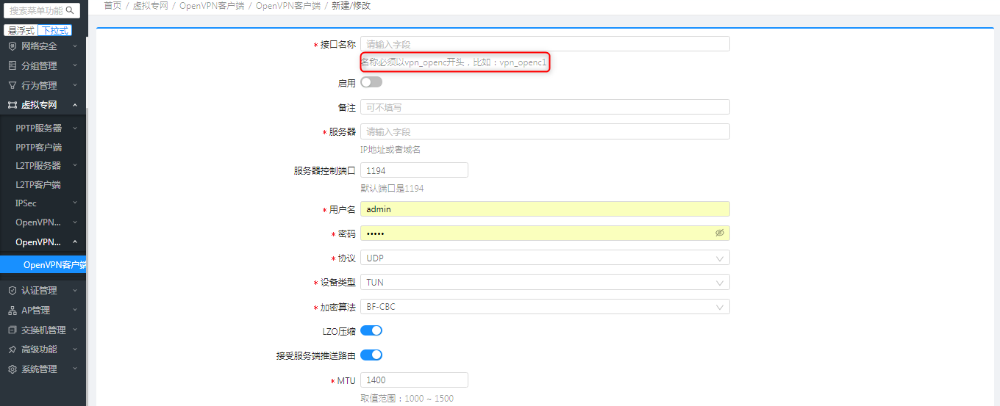 搜索菜单功能
悬浮式 下拉式
网络安全
分组管理
行为管理
虚拟专网
PPTP服务器
PPTP客户端
L2TP服务器
L2TP客户端
IPSec
OpenVPN...
OpenVPN...
OpenVPN客户端
认证管理
AP管理
交换机管理
高级功能
系统管理
首页 / 虚拟专网 / OpenVPN客户端 / OpenVPN客户端 / 新建/修改
* 接口名称 请输入字段
名称必须以vpn_openc开头，比如：vpn_openc1
启用
备注 可不填写
* 服务器 请输入字段
IP地址或者域名
服务器控制端口 1194
默认端口是1194
* 用户名 admin
* 密码 •••••
* 协议 UDP
* 设备类型 TUN
* 加密算法 BF-CBC
LZO压缩
接受服务端推送路由
* MTU 1400
取值范围：1000 ~ 1500